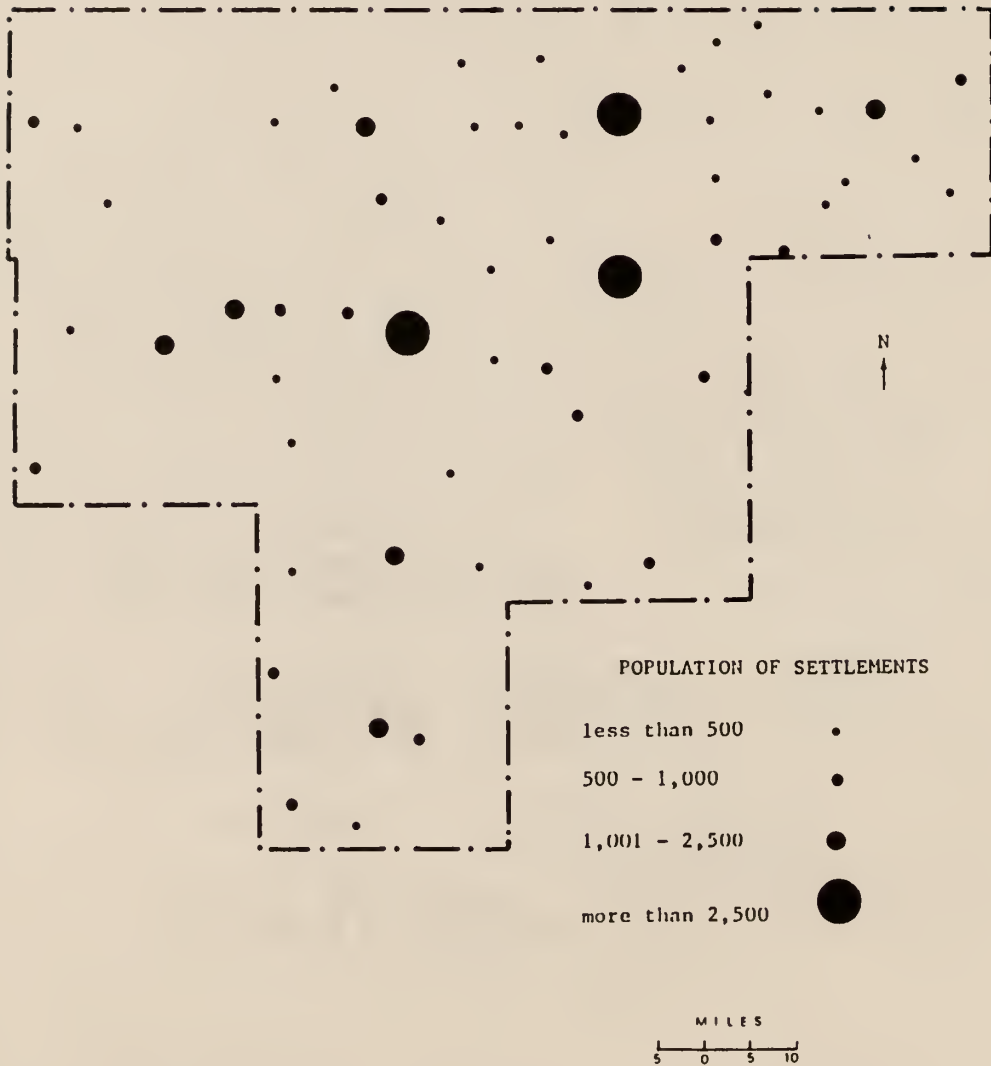 N
POPULATION OF SETTLEMENTS
less than 500
500 - 1,000
1,001 - 2,500
more than 2,500
MILES
5 0 5 10